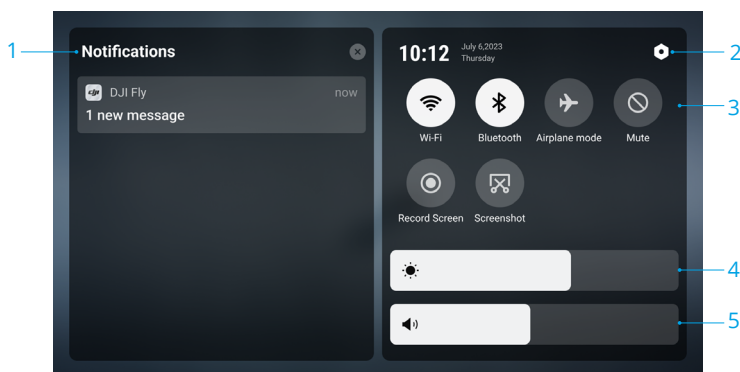 1
Notifications
dji
DJI Fly
now
1 new message
10:12
July 6,2023
Thursday
2
Wi-Fi
Bluetooth
Airplane mode
Mute
3
Record Screen
Screenshot
4
5